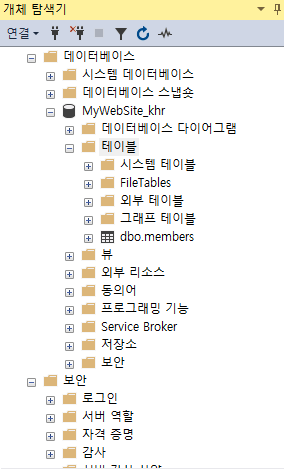 개체 탐색기
연결
데이터베이스
시스템 데이터베이스
데이터베이스 스냅숏
MyWebSite_khr
데이터베이스 다이어그램
테이블
시스템 테이블
FileTables
외부 테이블
그래프 테이블
dbo.members
뷰
외부 리소스
동의어
프로그래밍 기능
Service Broker
저장소
보안
보안
로그인
서버 역할
자격 증명
감사